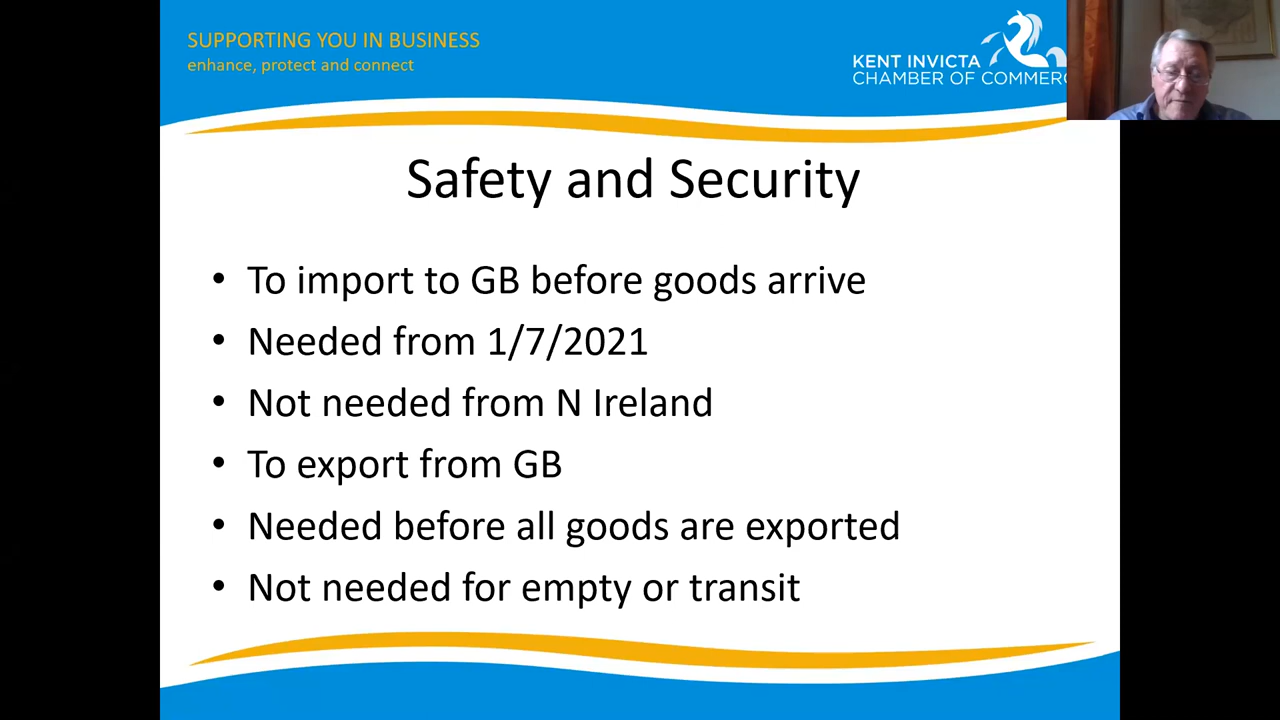 SUPPORTING YOU IN BUSINESS
enhance, protect and connect
KENT INVICTA
CHAMBER OF COMMERC
Safety and Security
• To import to GB before goods arrive
• Needed from 1/7/2021
• Not needed from N Ireland
• To export from GB
• Needed before all goods are exported
• Not needed for empty or transit